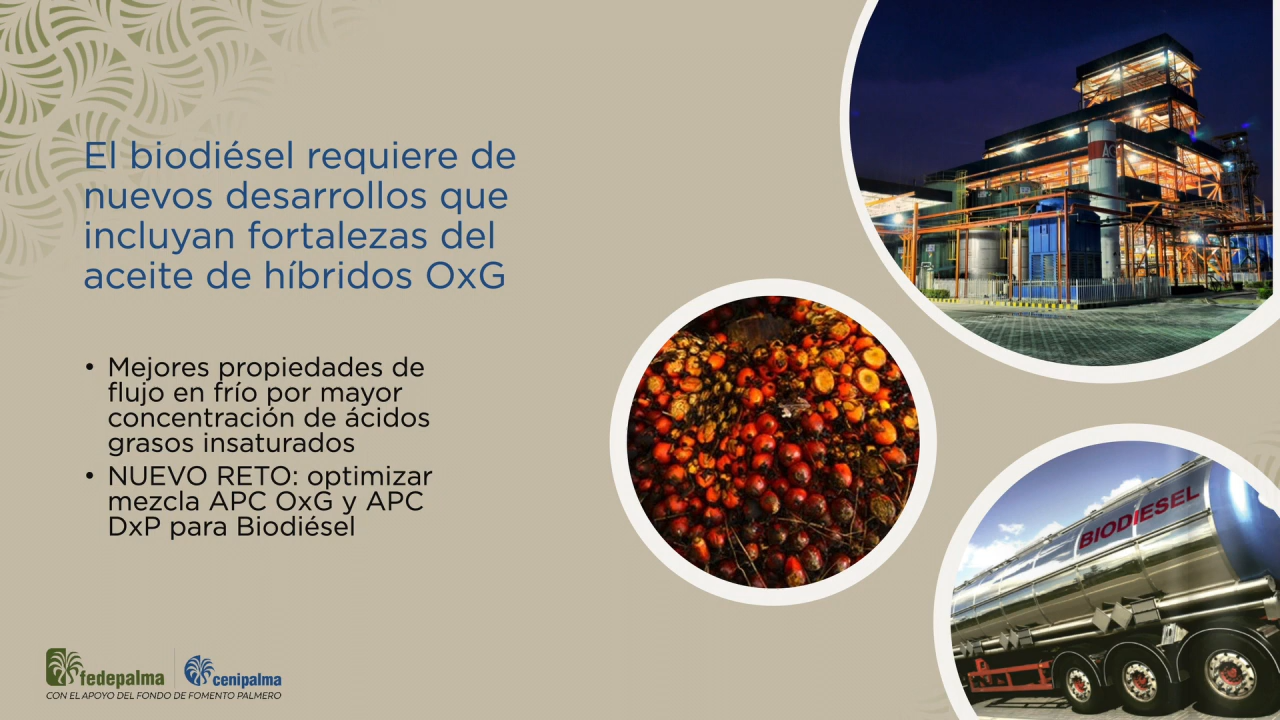 El biodiésel requiere de
nuevos desarrollos que
incluyan fortalezas del
aceite de híbridos OxG
• Mejores propiedades de
flujo en frío por mayor
concentración de ácidos
grasos insaturados
• NUEVO RETO: optimizar
mezcla APC OxG y APC
DxP para Biodiésel
BIODIESEL
fedepalma
cenipalma
CON EL APOYO DEL FONDO DE FOMENTO PALMERO